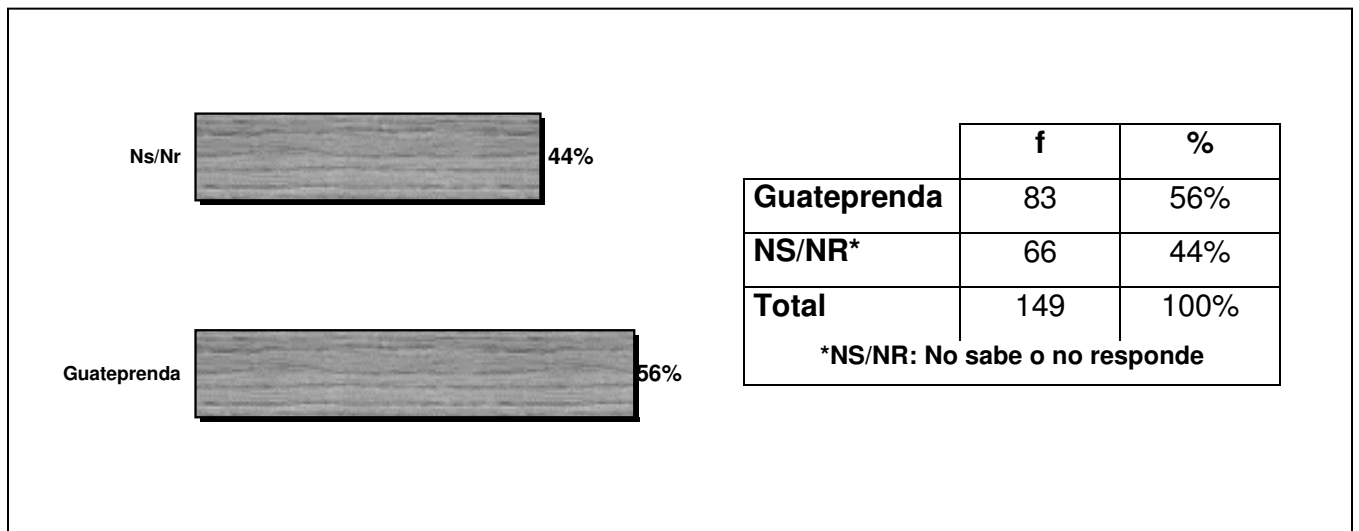 Ns/Nr 44%
Guateprenda 56%
f %
Guateprenda 83 56%
NS/NR* 66 44%
Total 149 100%
*NS/NR: No sabe o no responde